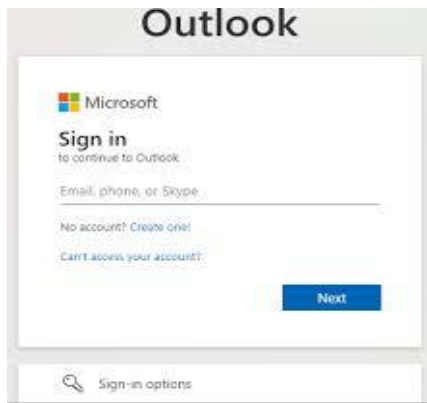 Outlook
Microsoft
Sign in
to continue to Outlook
Email, phone, or Skype
No account? Create one!
Can't access your account?
Next
Sign-in options